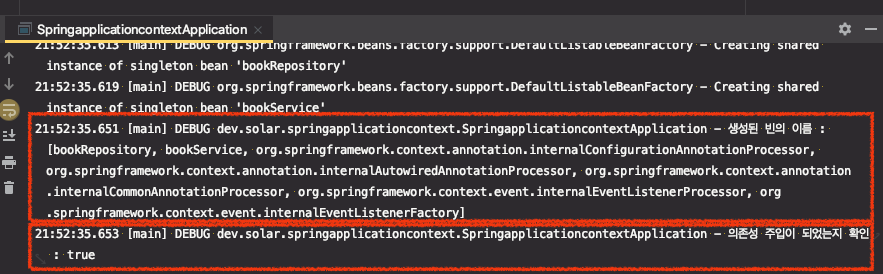 SpringapplicationcontextApplication
21:52:35.613 [main] DEBUG org.springframework.beans.factory.support.DefaultListableBeanFactory - Creating shared
instance of singleton bean 'bookRepository'
21:52:35.619 [main] DEBUG org.springframework.beans.factory.support.DefaultListableBeanFactory - Creating shared
instance of singleton bean 'bookService'
21:52:35.651 [main] DEBUG dev.solar.springapplicationcontext.SpringapplicationcontextApplication - 생성된 빈의 이름 :
[bookRepository, bookService, org.springframework.context.annotation.internalConfigurationAnnotationProcessor,
org.springframework.context.annotation.internalAutowiredAnnotationProcessor, org.springframework.context.annotation
.internalCommonAnnotationProcessor, org.springframework.context.event.internalEventListenerProcessor, org
.springframework.context.event.internalEventListenerFactory]
21:52:35.653 [main] DEBUG dev.solar.springapplicationcontext.SpringapplicationcontextApplication - 의존성 주입이 되었는지 확인
: true